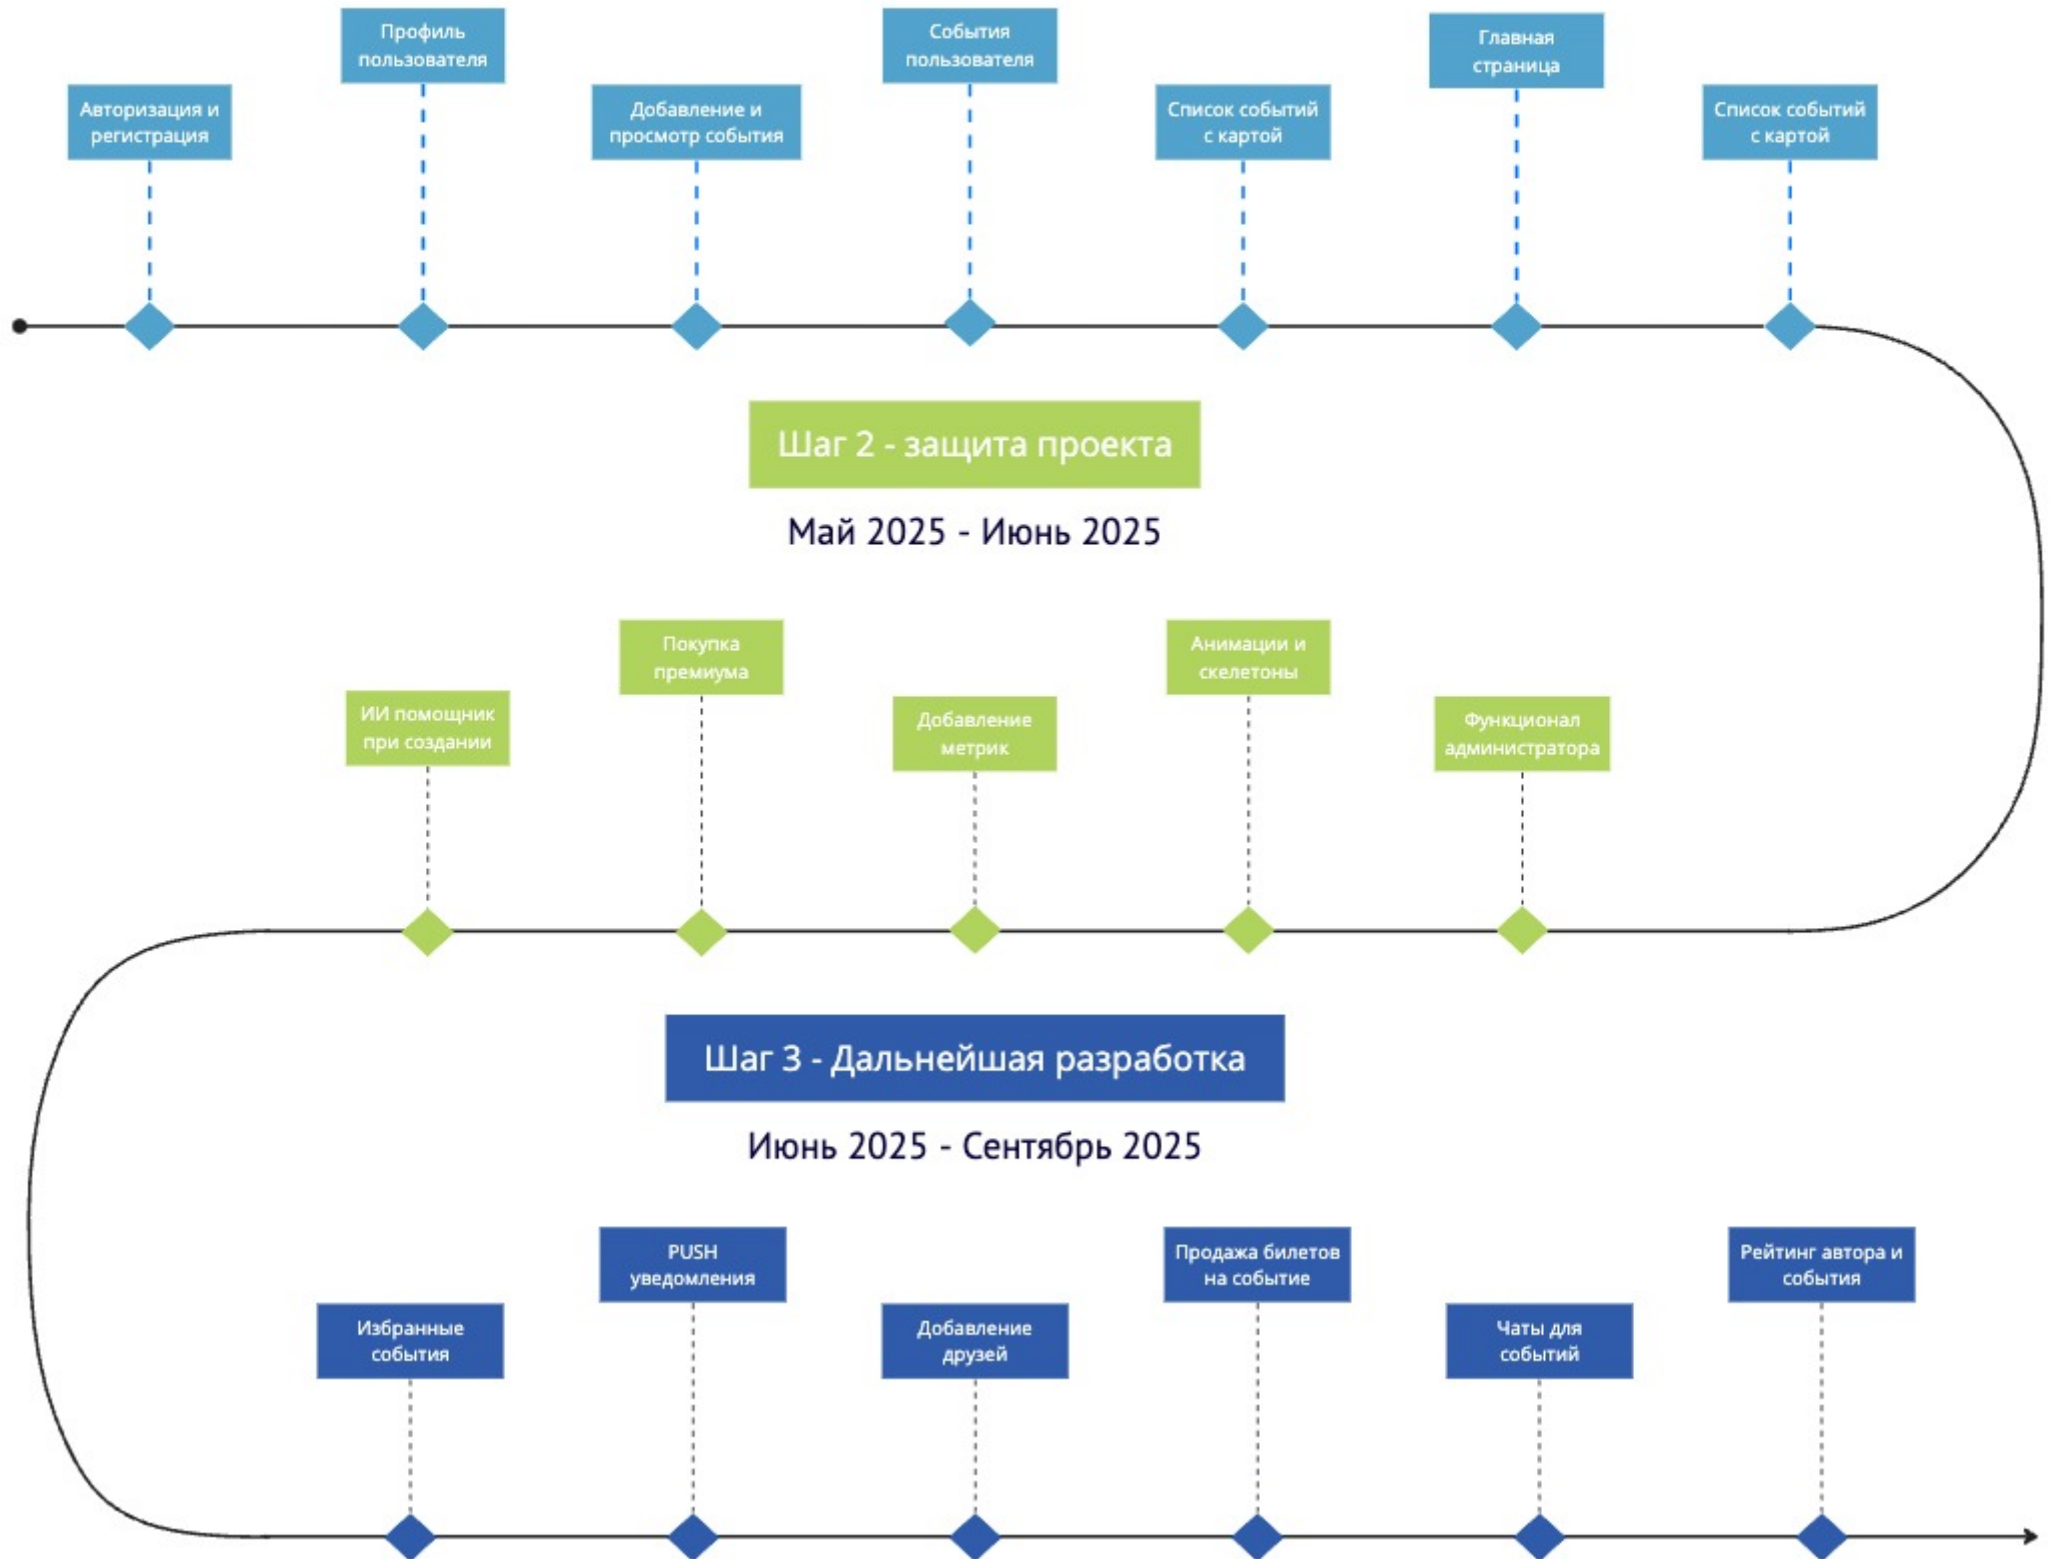 Авторизация и
регистрация
Профиль
пользователя
Добавление и
просмотр события
События
пользователя
Список событий
с картой
Главная
страница
Список событий
с картой
Шаг 2 - защита проекта
Май 2025 - Июнь 2025
ИИ помощник
при создании
Покупка
премиума
Добавление
метрик
Анимации и
скелетоны
Функционал
администратора
Шаг 3 - Дальнейшая разработка
Июнь 2025 - Сентябрь 2025
Избранные
события
PUSH
уведомления
Добавление
друзей
Продажа билетов
на событие
Чаты для
событий
Рейтинг автора и
события